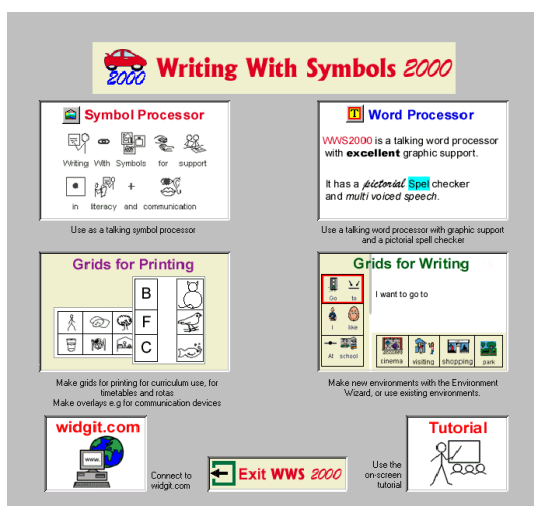 2000 Writing With Symbols 2000
Symbol Processor
Writing With Symbols for support
in literacy and communication
Use as a talking symbol processor
T Word Processor
WWS2000 is a talking word processor
with excellent graphic support.
It has a pictorial Spel checker
and multi voiced speech.
Use a talking word processor with graphic support
and a pictorial spell checker
Grids for Printing
B
F
C
Make grids for printing for curriculum use, for
timetables and rotas
Make overlays e.g for communication devices
Grids for Writing
Go to
I want to go to
I like
At school
cinema visiting shopping park
Make new environments with the Environment
Wizard, or use existing environments.
widgit.com
www.
Connect to
widgit.com
Exit WWS 2000
Use the
on-screen
tutorial
Tutorial